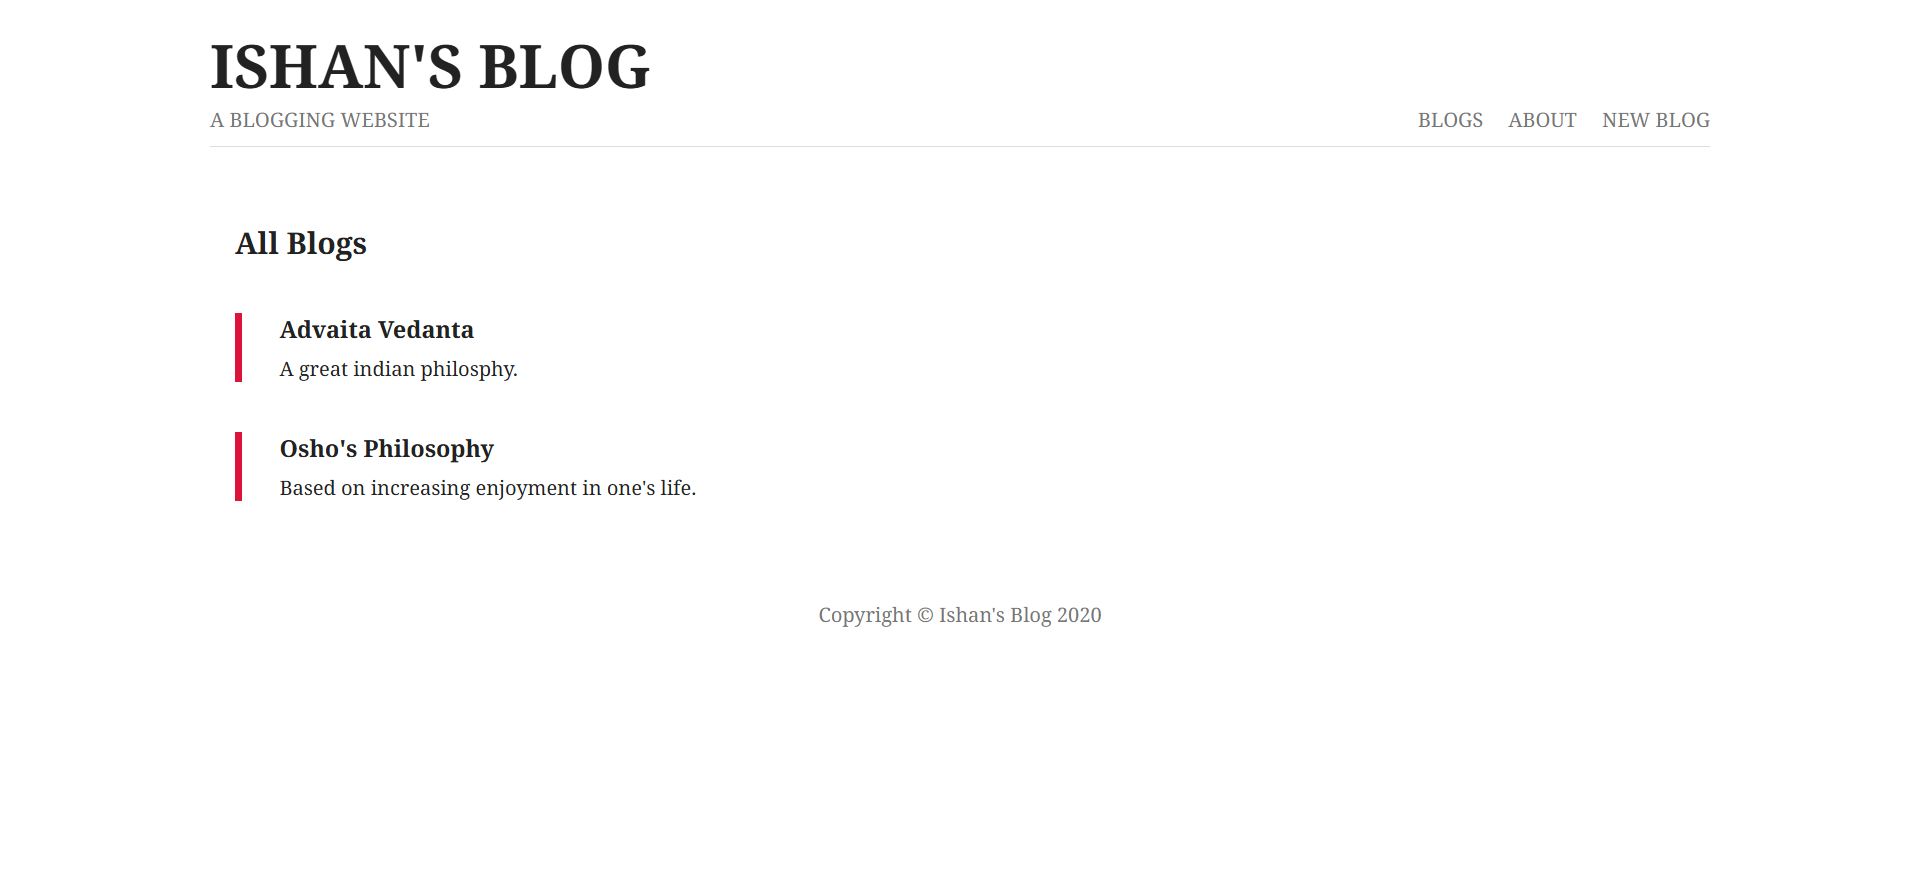 ISHAN'S BLOG
A BLOGGING WEBSITE
BLOGS ABOUT NEW BLOG
All Blogs
Advaita Vedanta
A great indian philosphy.
Osho's Philosophy
Based on increasing enjoyment in one's life.
Copyright © Ishan's Blog 2020